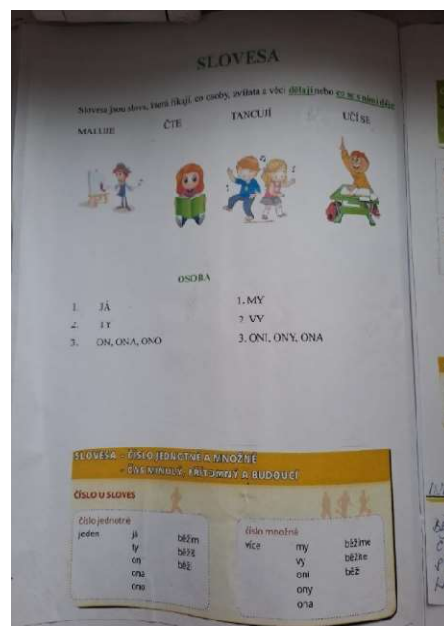 SLOVESA
Slovesa jsou slova, která říkají, co osoby, zvířata a věci dělají nebo co se s nimi děje
MALUJE ČTE TANCUJÍ UČÍ SE
OSOBA
1. JÁ 1. MY
2. TY 2. VY
3. ON, ONA, ONO 3. ONI, ONY, ONA
SLOVESA – ČÍSLO JEDNOTNÉ A MNOŽNÉ
– ČAS MINULÝ, PŘÍTOMNÝ A BUDOUCÍ
ČÍSLO U SLOVES
číslo jednotné
jeden já běžím
ty běžíš
on běží
ona
ono
číslo množné
více my běžíme
vy běžíte
oni běží
ony
ona